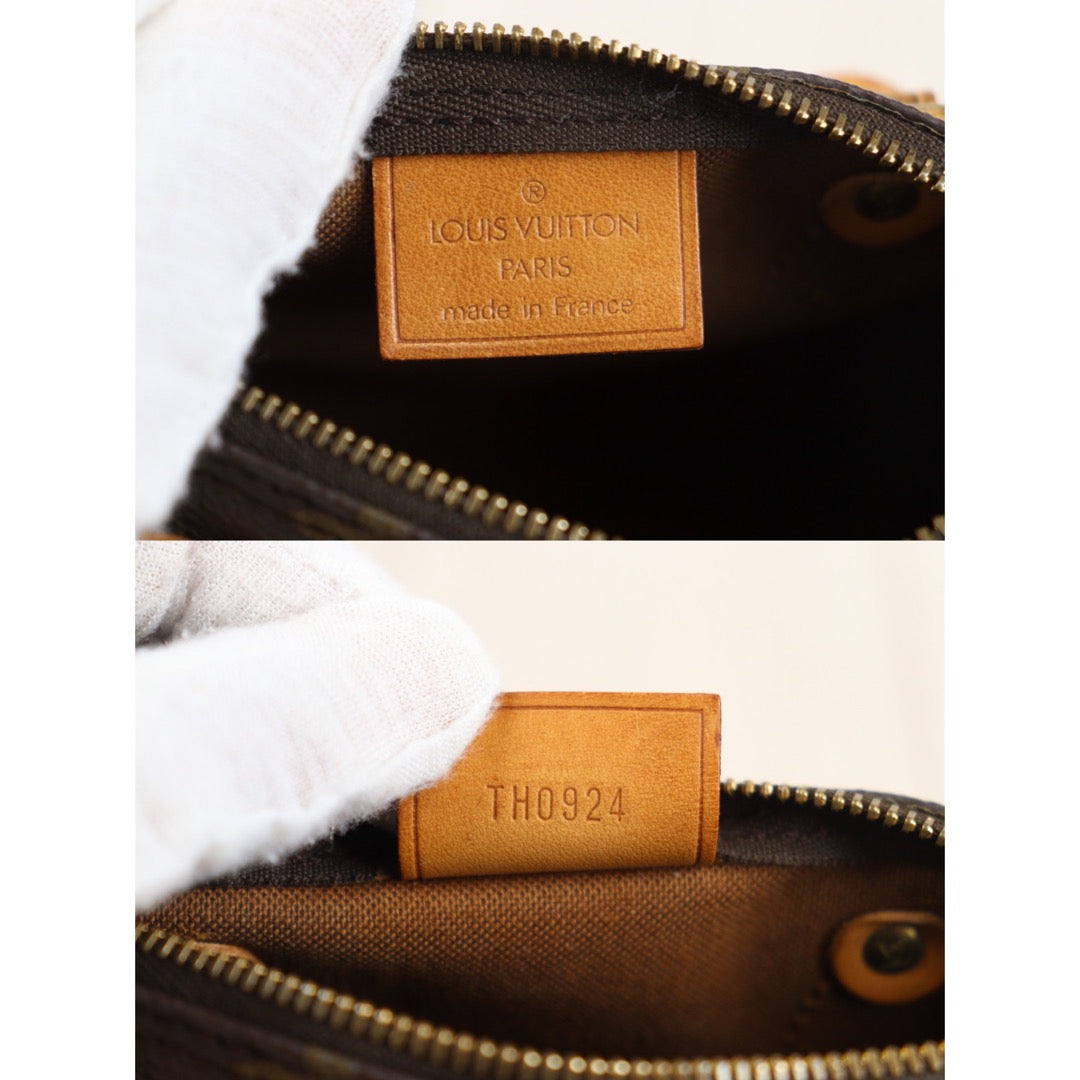 ®
LOUIS VUITTON
PARIS
made in France
TH0924